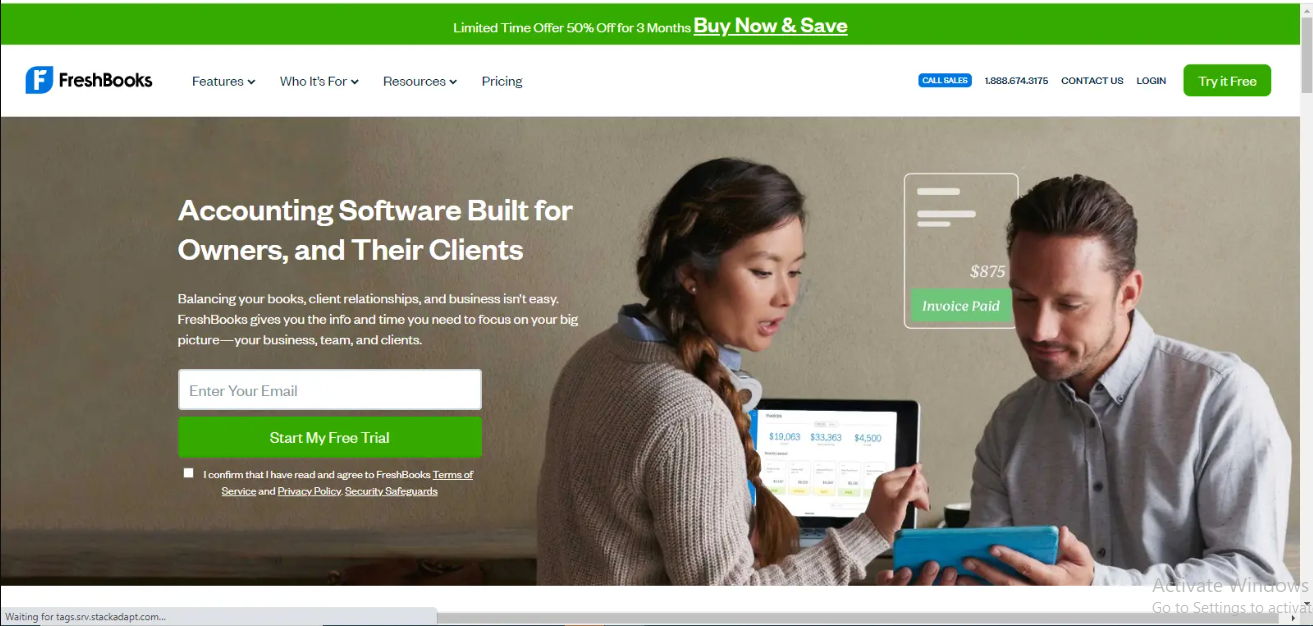 Limited Time Offer 50% Off for 3 Months Buy Now & Save
FreshBooks
Features
Who It's For
Resources
Pricing
CALL SALES
1.888.674.3175
CONTACT US
LOGIN
Try it Free
Accounting Software Built for
Owners, and Their Clients
Balancing your books, client relationships, and business isn't easy.
FreshBooks gives you the info and time you need to focus on your big
picture—your business, team, and clients.
Enter Your Email
Start My Free Trial
I confirm that I have read and agree to FreshBooks Terms of
Service and Privacy Policy, Security Safeguards
$875
Invoice Paid
$19,063 $33,363 $4,500
Activate Windows
Go to Settings to activat
Waiting for tags.srv.stackadapt.com...